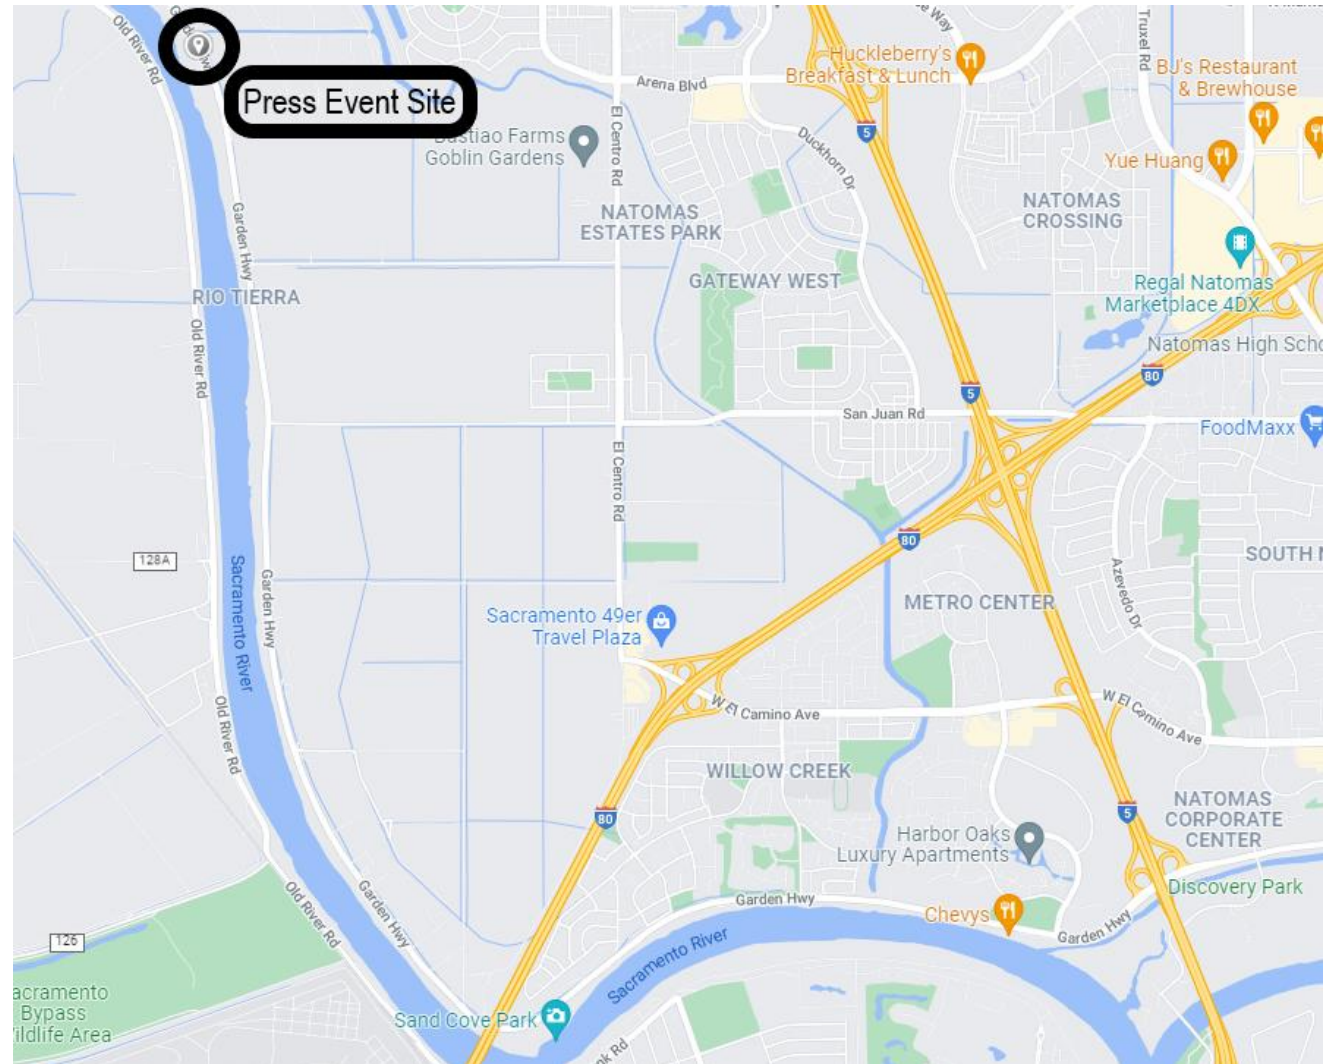 Old River Rd
Garden Hwy
Press Event Site
Arena Blvd
Huckleberry's
Breakfast & Lunch
Truxel Rd
BJ's Restaurant
& Brewhouse
5
Duckhorn Dr
Yue Huang
Farms
Goblin Gardens
El Centro Rd
NATOMAS
ESTATES PARK
NATOMAS
CROSSING
Garden Hwy
RIO TIERRA
GATEWAY WEST
Regal Natomas
Marketplace 4DX...
Natomas High Scho
Old River Rd
80
5
San Juan Rd
FoodMaxx
El Centro Rd
80
128A
Sacramento River
Garden Hwy
SOUTH
Azevedo Dr
METRO CENTER
Sacramento 49er
Travel Plaza
W El Camino Ave
W El Camino Ave
Old River Rd
WILLOW CREEK
NATOMAS
CORPORATE
CENTER
80
5
Harbor Oaks
Luxury Apartments
Discovery Park
Old River Rd
Garden Hwy
Garden Hwy
Chevys
Garden Hwy
126
Sacramento River
acramento
Bypass
ildlife Area
Sand Cove Park
Rd